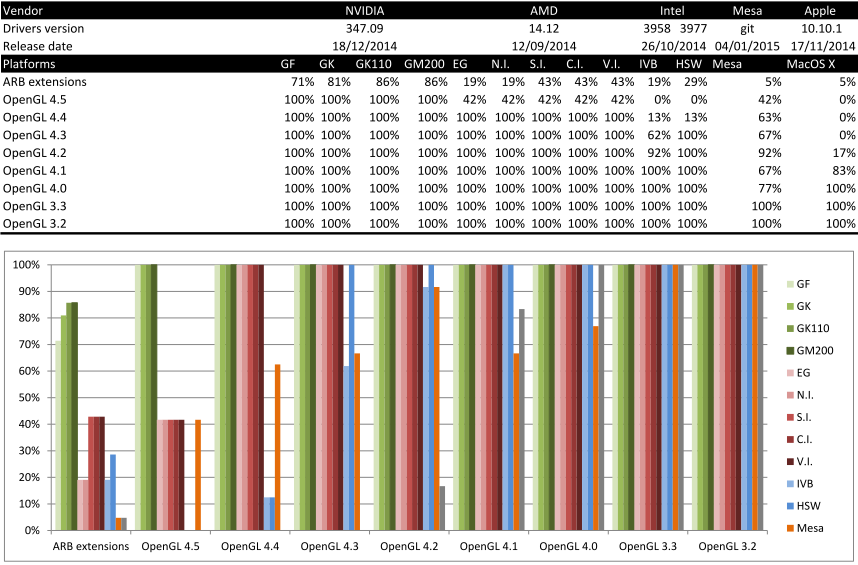 Vendor NVIDIA AMD Intel Mesa Apple
Drivers version 347.09 14.12 3958 3977 git 10.10.1
Release date 18/12/2014 12/09/2014 26/10/2014 04/01/2015 17/11/2014
Platforms GF GK GK110 GM200 EG N.I. S.I. C.I. V.I. IVB HSW Mesa MacOS X
ARB extensions 71% 81% 86% 86% 19% 19% 43% 43% 43% 19% 29% 5% 5%
OpenGL 4.5 100% 100% 100% 100% 42% 42% 42% 42% 42% 0% 0% 42% 0%
OpenGL 4.4 100% 100% 100% 100% 100% 100% 100% 100% 100% 13% 13% 63% 0%
OpenGL 4.3 100% 100% 100% 100% 100% 100% 100% 100% 100% 62% 100% 67% 0%
OpenGL 4.2 100% 100% 100% 100% 100% 100% 100% 100% 100% 92% 100% 92% 17%
OpenGL 4.1 100% 100% 100% 100% 100% 100% 100% 100% 100% 100% 100% 67% 83%
OpenGL 4.0 100% 100% 100% 100% 100% 100% 100% 100% 100% 100% 100% 77% 100%
OpenGL 3.3 100% 100% 100% 100% 100% 100% 100% 100% 100% 100% 100% 100% 100%
OpenGL 3.2 100% 100% 100% 100% 100% 100% 100% 100% 100% 100% 100% 100% 100%
100%
90%
80%
70%
60%
50%
40%
30%
20%
10%
0%
ARB extensions OpenGL 4.5 OpenGL 4.4 OpenGL 4.3 OpenGL 4.2 OpenGL 4.1 OpenGL 4.0 OpenGL 3.3 OpenGL 3.2
GF
GK
GK110
GM200
EG
N.I.
S.I.
C.I.
V.I.
IVB
HSW
Mesa